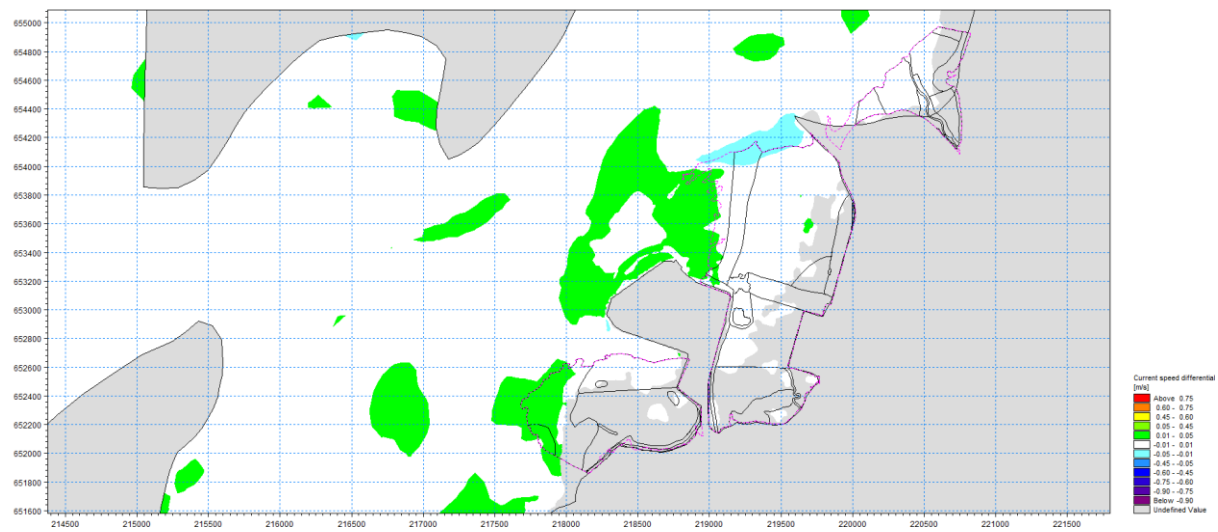 655000
654800
654600
654400
654200
654000
653800
653600
653400
653200
653000
652800
652600
652400
652200
652000
651800
651600
214500 215000 215500 216000 216500 217000 217500 218000 218500 219000 219500 220000 220500 221000 221500
Current speed differential
[m/s]
Above 0.75
0.60 - 0.75
0.45 - 0.60
0.05 - 0.45
0.01 - 0.05
-0.01 - 0.01
-0.05 - -0.01
-0.45 - -0.05
-0.60 - -0.45
-0.75 - -0.60
-0.90 - -0.75
Below -0.90
Undefined Value